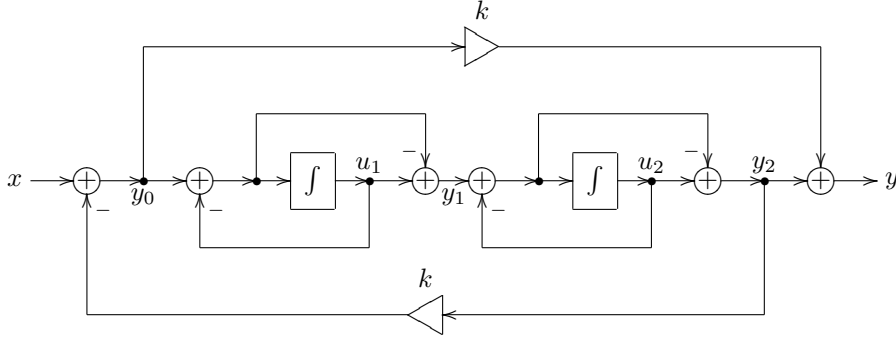 k
x
y₀
∫
u₁
y₁
∫
u₂
y₂
y
k